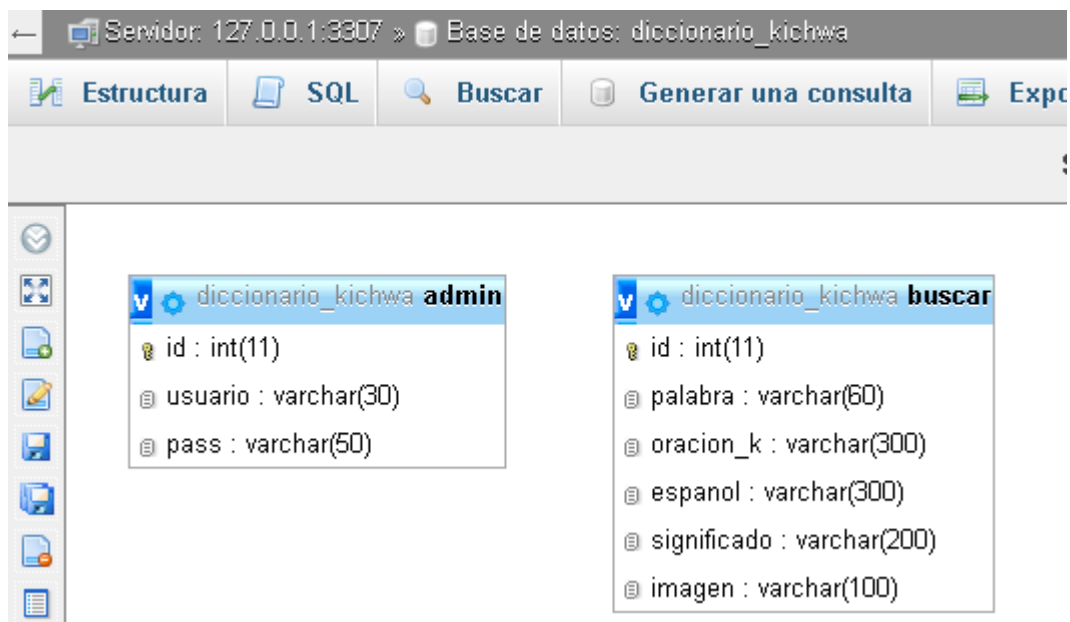 ← Servidor: 127.0.0.1:3307 » Base de datos: diccionario_kichwa
Estructura SQL Buscar Generar una consulta Expo
v diccionario_kichwa admin
id : int(11)
usuario : varchar(30)
pass : varchar(50)
v diccionario_kichwa buscar
id : int(11)
palabra : varchar(60)
oracion_k : varchar(300)
espanol : varchar(300)
significado : varchar(200)
imagen : varchar(100)